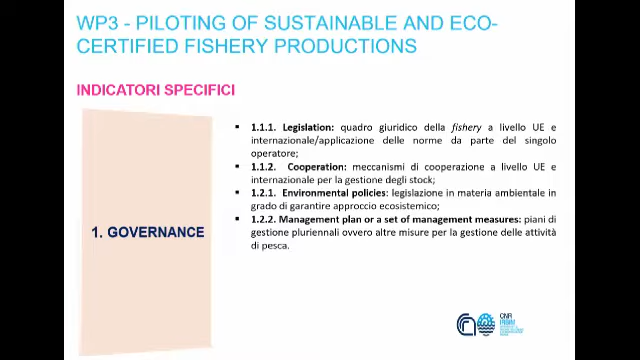 WP3 - PILOTING OF SUSTAINABLE AND ECO-
CERTIFIED FISHERY PRODUCTIONS
INDICATORI SPECIFICI
1. GOVERNANCE
▪ 1.1.1. Legislation: quadro giuridico della fishery a livello UE e
internazionale/applicazione delle norme da parte del singolo
operatore;
▪ 1.1.2. Cooperation: meccanismi di cooperazione a livello UE e
internazionale per la gestione degli stock;
▪ 1.2.1. Environmental policies: legislazione in materia ambientale in
grado di garantire approccio ecosistemico;
▪ 1.2.2. Management plan or a set of management measures: piani di
gestione pluriennali ovvero altre misure per la gestione delle attività
di pesca.
CNR